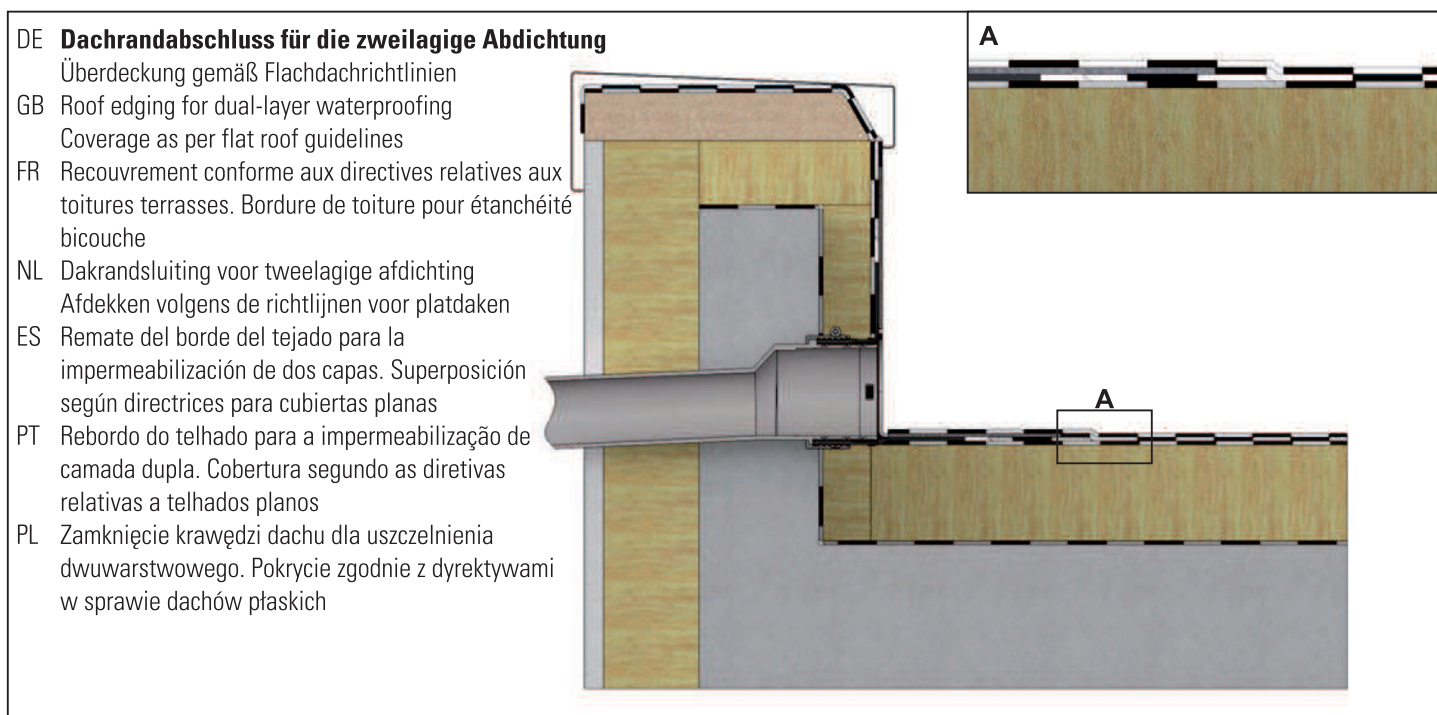 DE Dachrandabschluss für die zweilagige Abdichtung
Überdeckung gemäß Flachdachrichtlinien
GB Roof edging for dual-layer waterproofing
Coverage as per flat roof guidelines
FR Recouvrement conforme aux directives relatives aux
toitures terrasses. Bordure de toiture pour étanchéité
bicouche
NL Dakrandsluiting voor tweelagige afdichting
Afdekken volgens de richtlijnen voor platdaken
ES Remate del borde del tejado para la
impermeabilización de dos capas. Superposición
según directrices para cubiertas planas
PT Rebordo do telhado para a impermeabilização de
camada dupla. Cobertura segundo as diretivas
relativas a telhados planos
PL Zamknięcie krawędzi dachu dla uszczelnienia
dwuwarstwowego. Pokrycie zgodnie z dyrektywami
w sprawie dachów płaskich
A
A